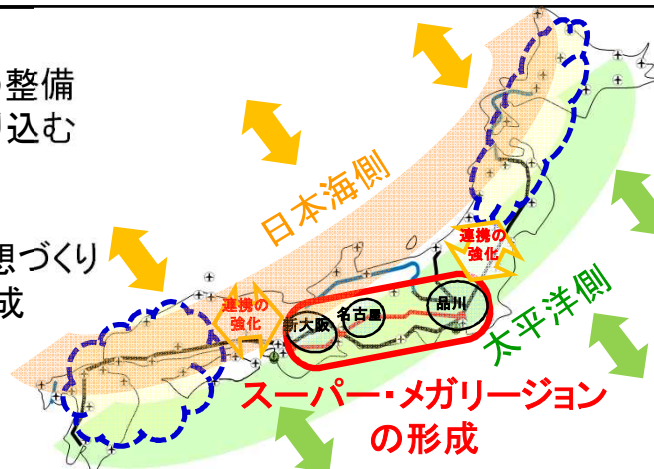 整備
込む
想づくり
成
日本海側
連携の
強化
連携の
強化
新大阪
名古屋
品川
太平洋側
スーパー・メガリージョン
の形成